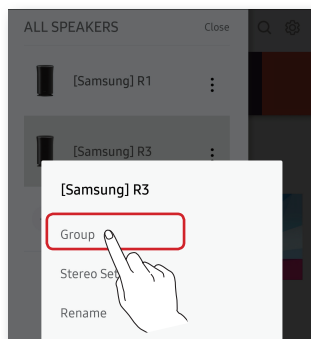 ALL SPEAKERS Close
[Samsung] R1
[Samsung] R3
[Samsung] R3
Group
Stereo Set
Rename